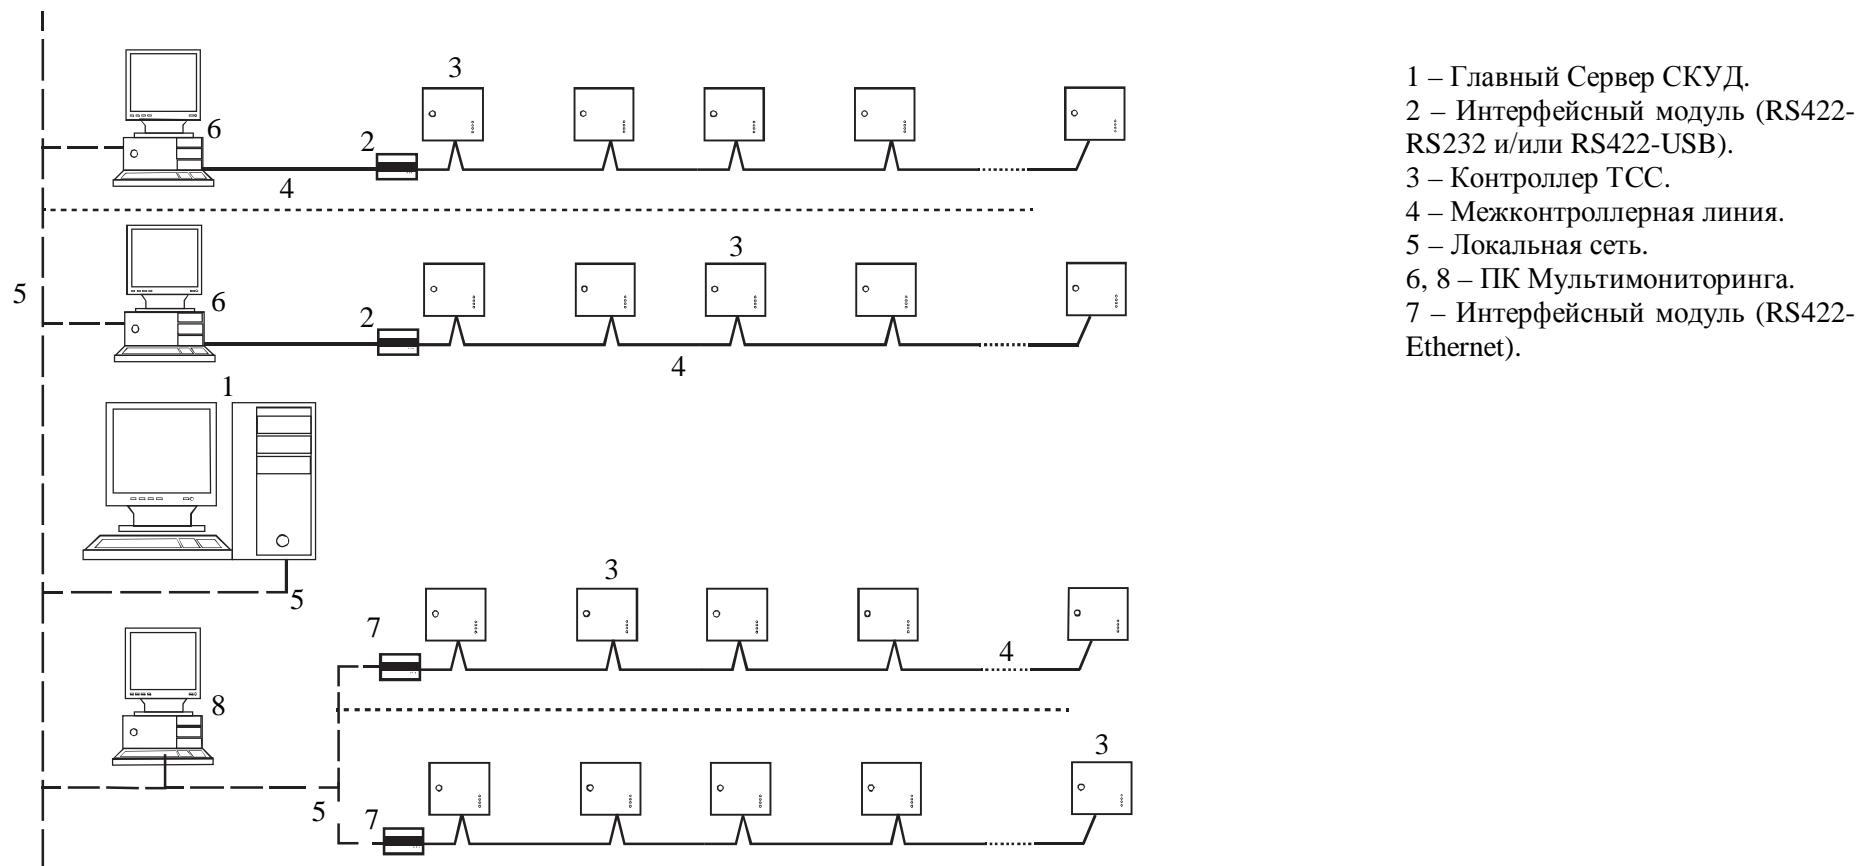 3
6
2
4
3
5
6
2
4
1
3
5
7
4
8
3
5
7
1 – Главный Сервер СКУД.
2 – Интерфейсный модуль (RS422-
RS232 и/или RS422-USB).
3 – Контроллер ТСС.
4 – Межконтроллерная линия.
5 – Локальная сеть.
6, 8 – ПК Мультимониторинга.
7 – Интерфейсный модуль (RS422-
Ethernet).